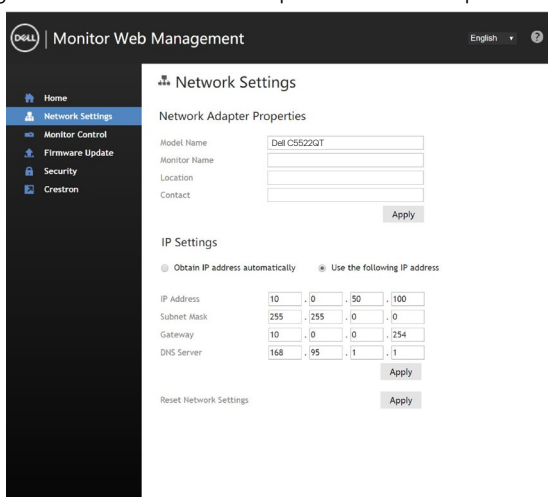 DELL | Monitor Web Management
English
?
Home
Network Settings
Monitor Control
Firmware Update
Security
Crestron
Network Settings
Network Adapter Properties
Model Name Dell C5522QT
Monitor Name
Location
Contact
Apply
IP Settings
Obtain IP address automatically Use the following IP address
IP Address 10 . 0 . 50 . 100
Subnet Mask 255 . 255 . 0 . 0
Gateway 10 . 0 . 0 . 254
DNS Server 168 . 95 . 1 . 1
Apply
Reset Network Settings Apply